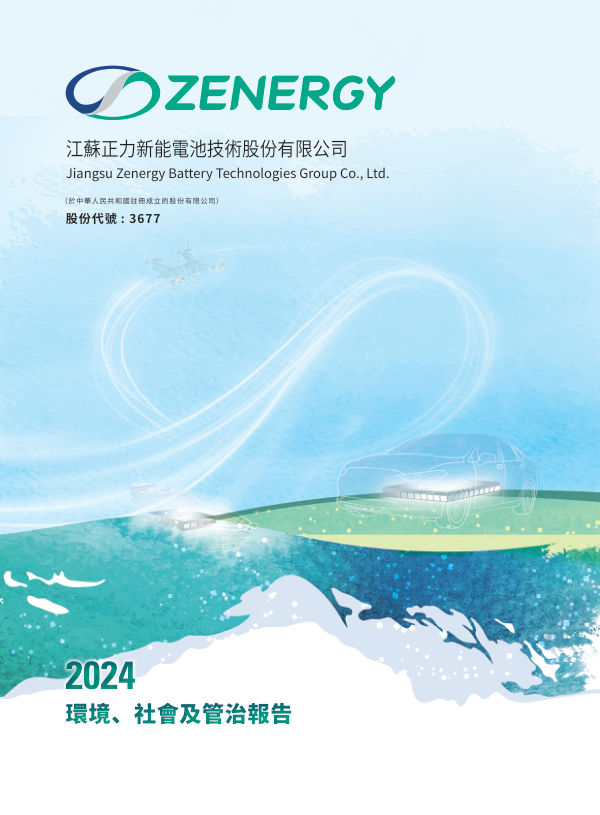 ZENERGY
江蘇正力新能電池技術股份有限公司
Jiangsu Zenergy Battery Technologies Group Co., Ltd.
（於中華人民共和國註冊成立的股份有限公司）
股份代號：3677
2024
環境、社會及管治報告